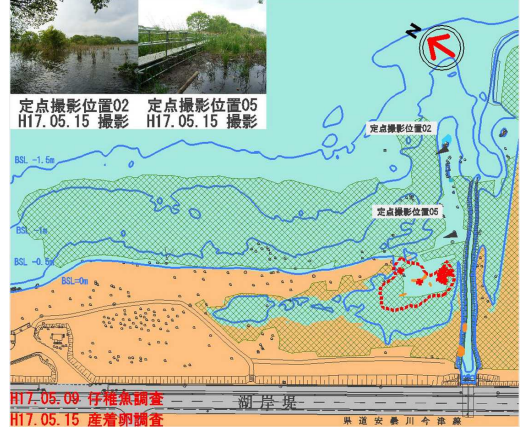 定点撮影位置02
H17.05.15 撮影
定点撮影位置05
H17.05.15 撮影
N
定点撮影位置02
BSL -1.5m
定点撮影位置05
BSL -1m
BSL -0.5m
BSL=0m
H17.05.09 仔稚魚調査
湖岸堤
H17.05.15 産着卵調査
県道安曇川今津線